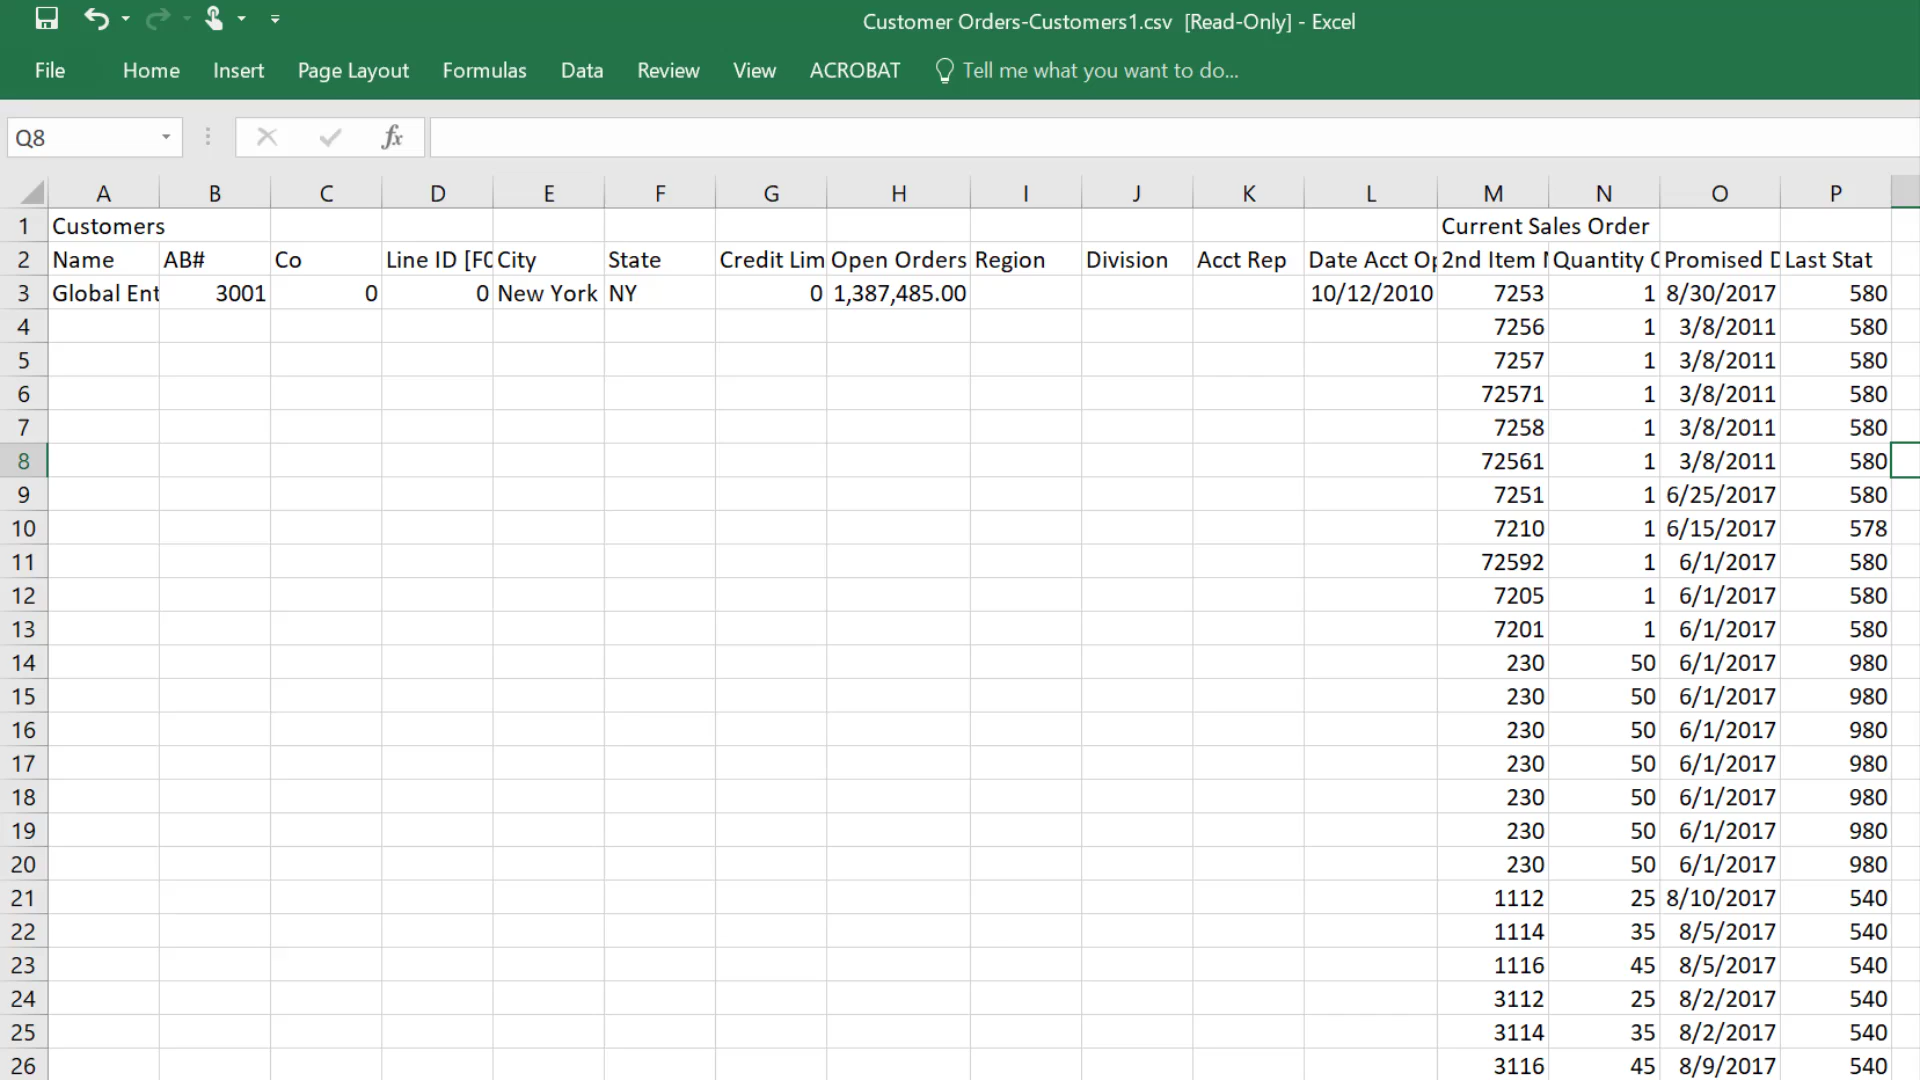 Customer Orders-Customers1.csv [Read-Only] - Excel
File Home Insert Page Layout Formulas Data Review View ACROBAT Tell me what you want to do...
Q8 fx
A B C D E F G H I J K L M N O P
1 Customers Current Sales Order
2 Name AB# Co Line ID [FC City State Credit Lim Open Orders Region Division Acct Rep Date Acct Op 2nd Item Quantity Promised D Last Stat
3 Global Ent 3001 0 0 New York NY 0 1,387,485.00 10/12/2010 7253 1 8/30/2017 580
4 7256 1 3/8/2011 580
5 7257 1 3/8/2011 580
6 72571 1 3/8/2011 580
7 7258 1 3/8/2011 580
8 72561 1 3/8/2011 580
9 7251 1 6/25/2017 580
10 7210 1 6/15/2017 578
11 72592 1 6/1/2017 580
12 7205 1 6/1/2017 580
13 7201 1 6/1/2017 580
14 230 50 6/1/2017 980
15 230 50 6/1/2017 980
16 230 50 6/1/2017 980
17 230 50 6/1/2017 980
18 230 50 6/1/2017 980
19 230 50 6/1/2017 980
20 230 50 6/1/2017 980
21 1112 25 8/10/2017 540
22 1114 35 8/5/2017 540
23 1116 45 8/5/2017 540
24 3112 25 8/2/2017 540
25 3114 35 8/2/2017 540
26 3116 45 8/9/2017 540